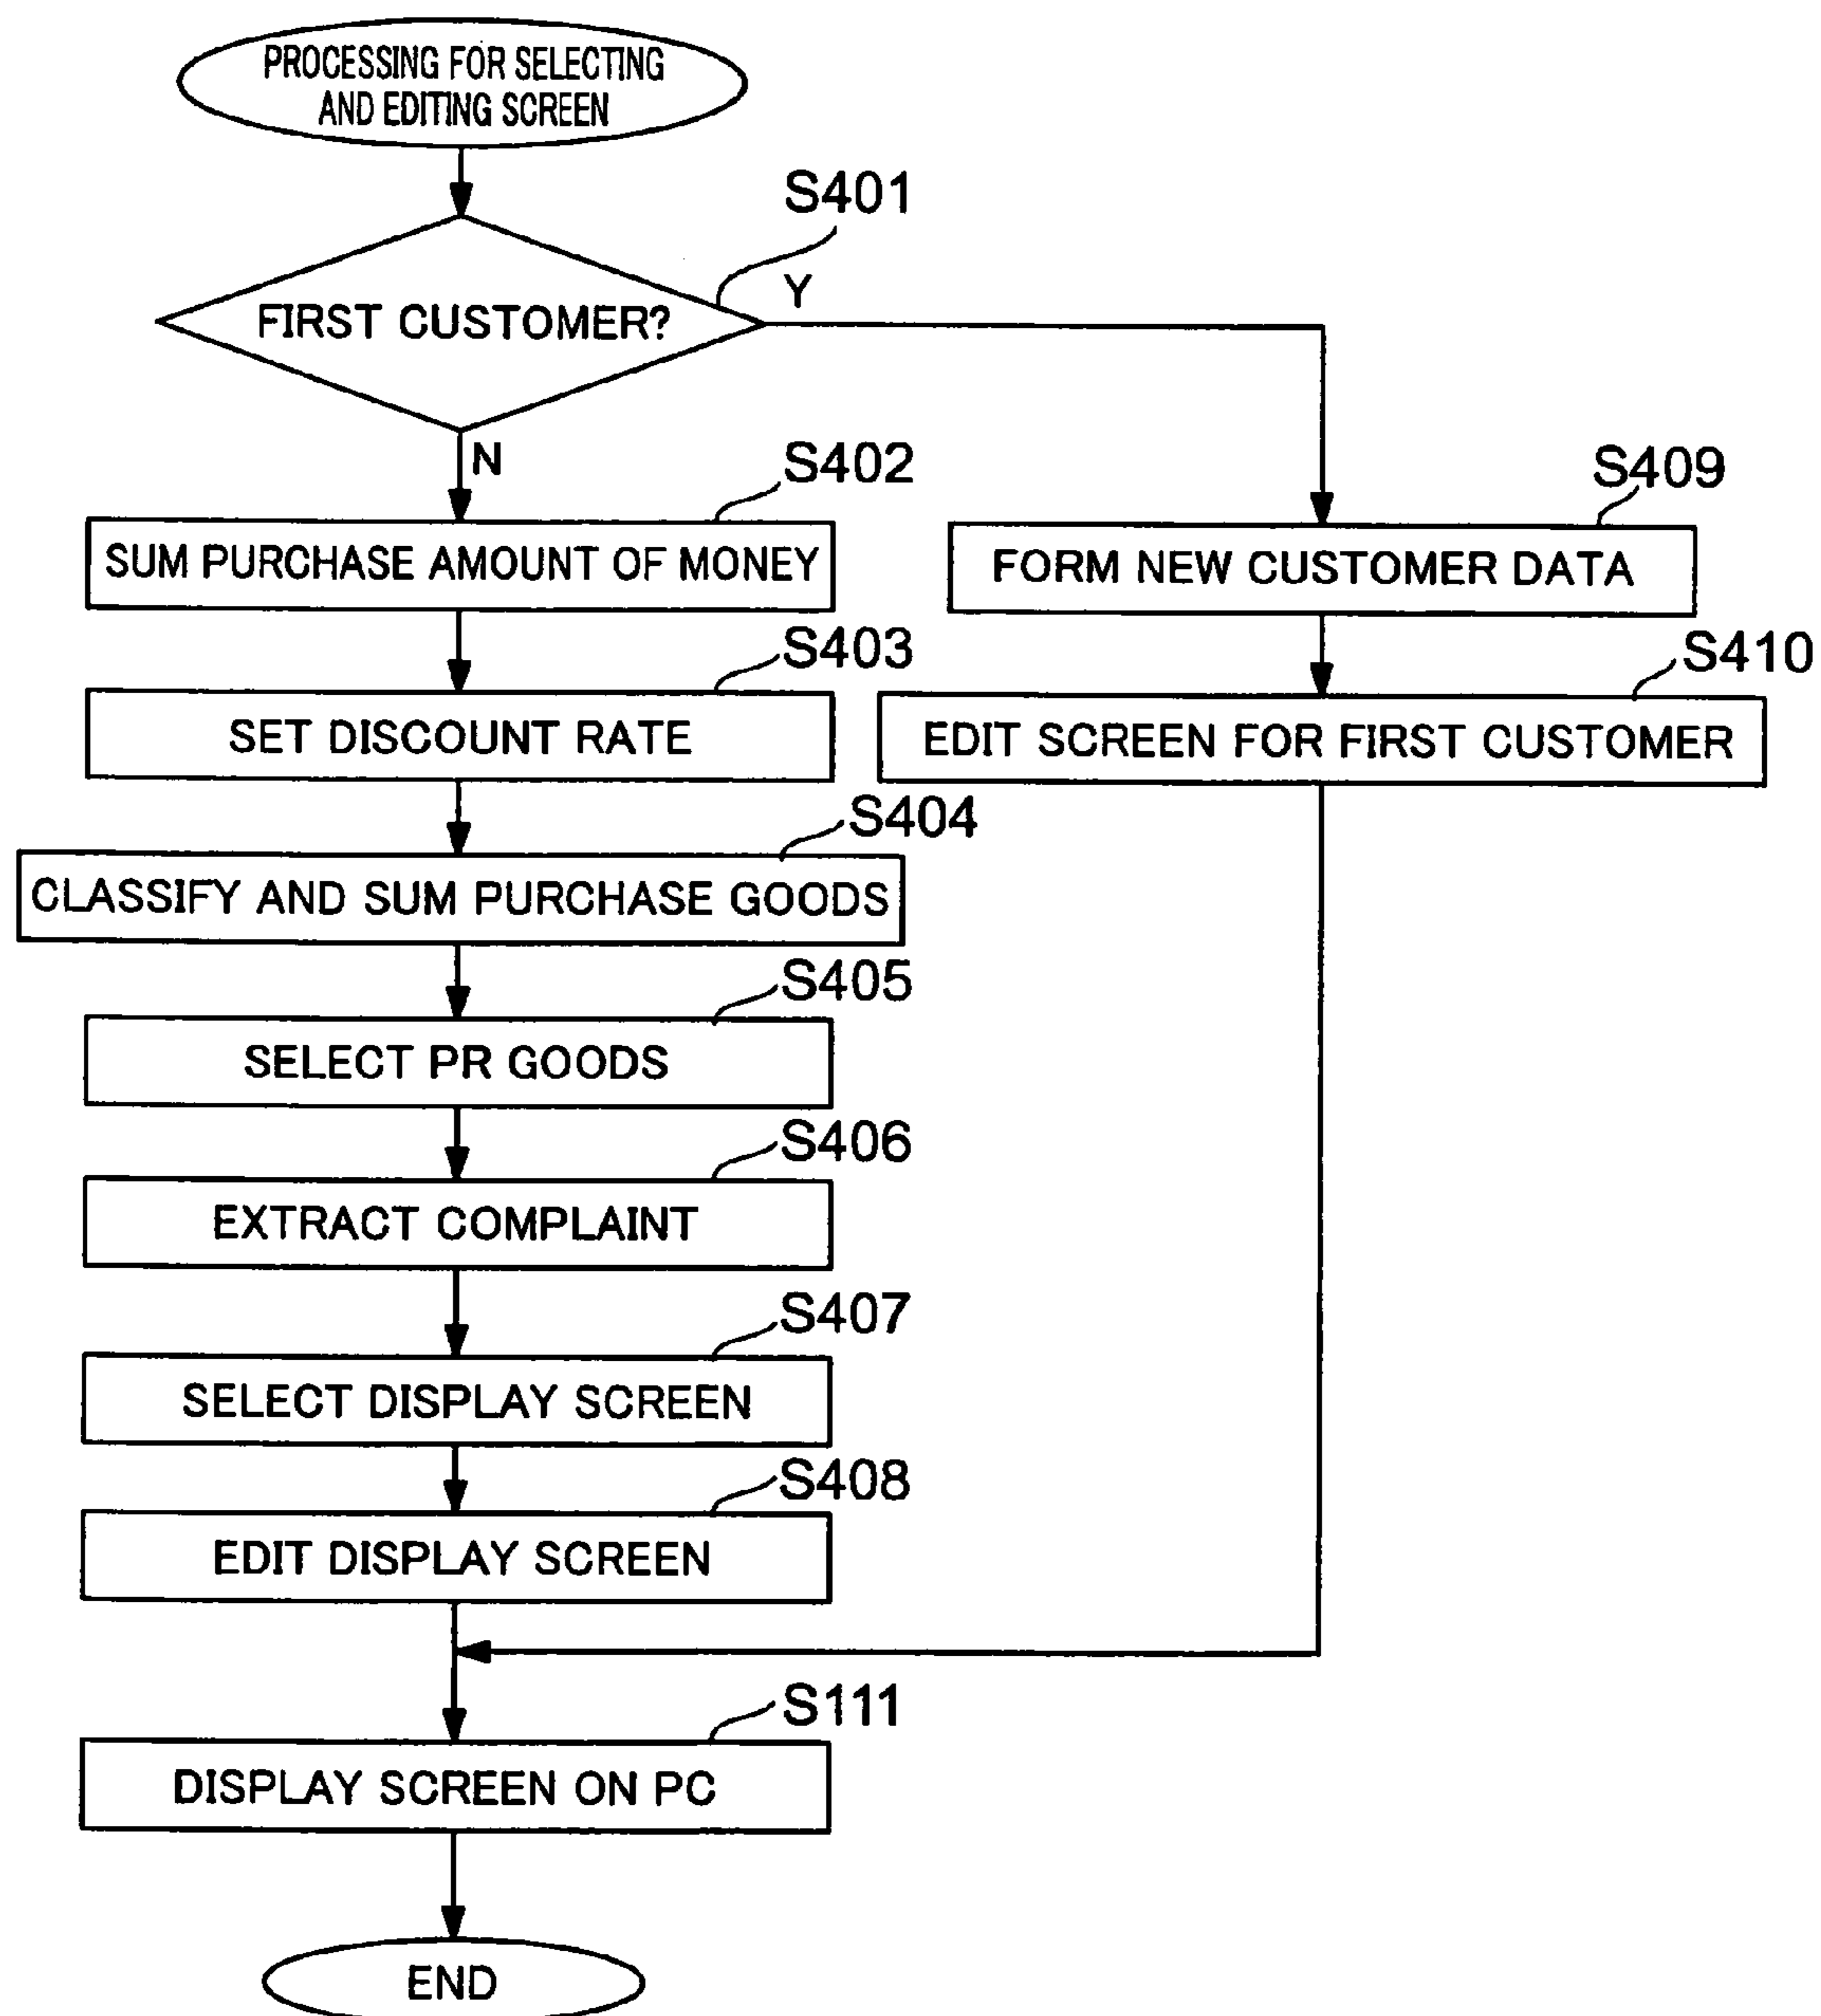 PROCESSING FOR SELECTING
AND EDITING SCREEN
S401
FIRST CUSTOMER?
Y
N
S402
SUM PURCHASE AMOUNT OF MONEY
S409
FORM NEW CUSTOMER DATA
S403
SET DISCOUNT RATE
S410
EDIT SCREEN FOR FIRST CUSTOMER
S404
CLASSIFY AND SUM PURCHASE GOODS
S405
SELECT PR GOODS
S406
EXTRACT COMPLAINT
S407
SELECT DISPLAY SCREEN
S408
EDIT DISPLAY SCREEN
S111
DISPLAY SCREEN ON PC
END